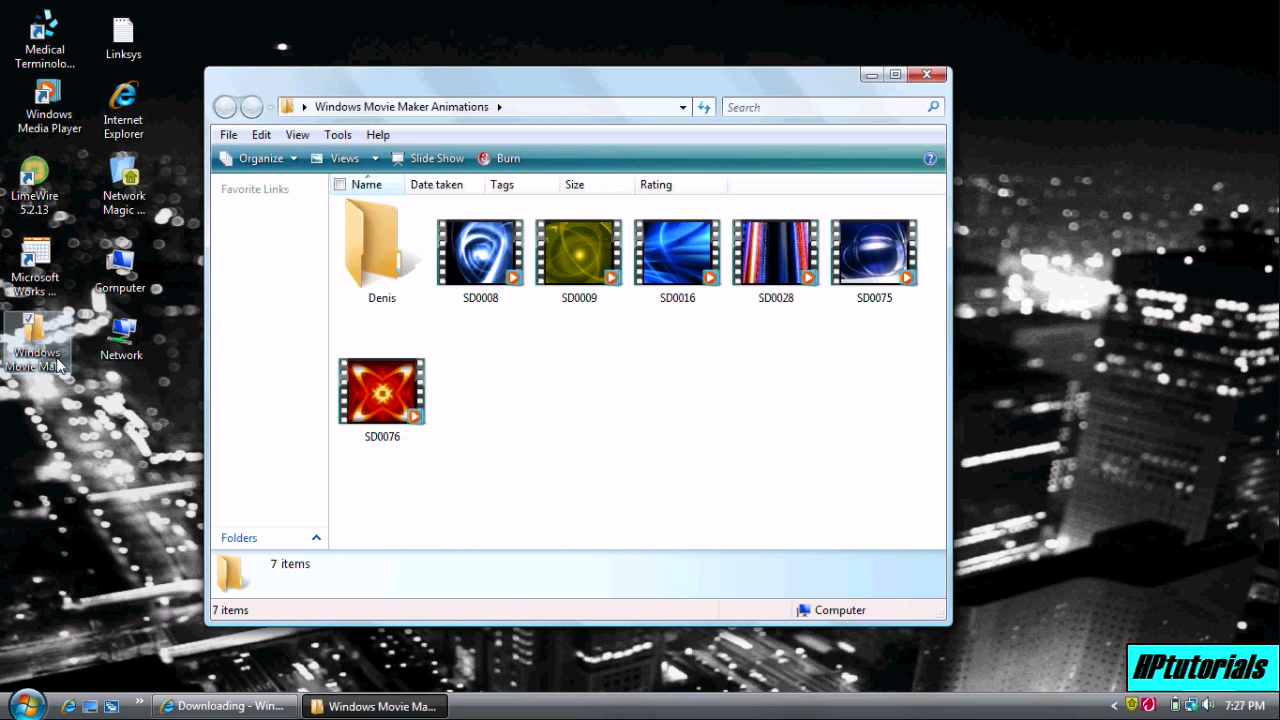 Medical
Terminolo...
Linksys
Windows
Media Player
Internet
Explorer
LimeWire
5.2.13
Network
Magic ...
Microsoft
Works ...
Computer
Windows
Movie Mak
Network
Windows Movie Maker Animations
Search
File Edit View Tools Help
Organize Views Slide Show Burn
Favorite Links
Name Date taken Tags Size Rating
Denis SD0008 SD0009 SD0016 SD0028 SD0075
SD0076
Folders
7 items
7 items Computer
HPtutorials
Downloading - Win... Windows Movie Ma... 7:27 PM